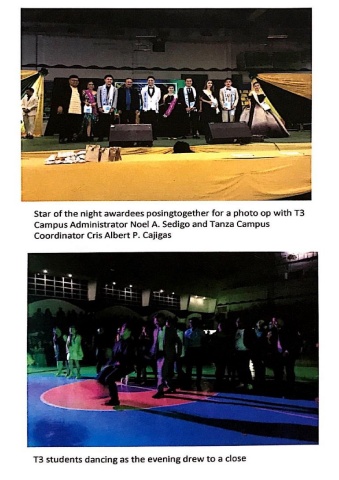 Star of the night awardees posingtogether for a photo op with T3
Campus Administrator Noel A. Sedigo and Tanza Campus
Coordinator Cris Albert P. Cajigas
T3 students dancing as the evening drew to a close